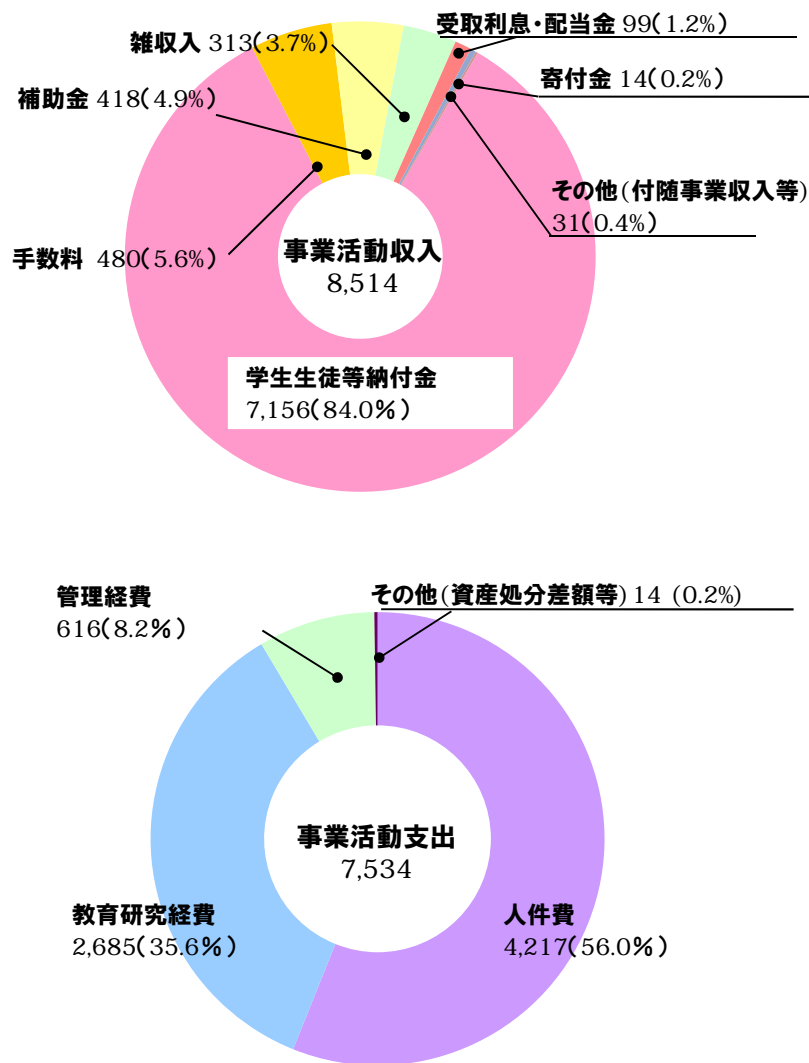 受取利息・配当金 99(1.2%)
雑収入 313(3.7%)
寄付金 14(0.2%)
補助金 418(4.9%)
その他(付随事業収入等)
31(0.4%)
手数料 480(5.6%)
事業活動収入
8,514
学生生徒等納付金
7,156(84.0%)
管理経費
616(8.2%)
その他(資産処分差額等) 14 (0.2%)
事業活動支出
7,534
教育研究経費
2,685(35.6%)
人件費
4,217(56.0%)